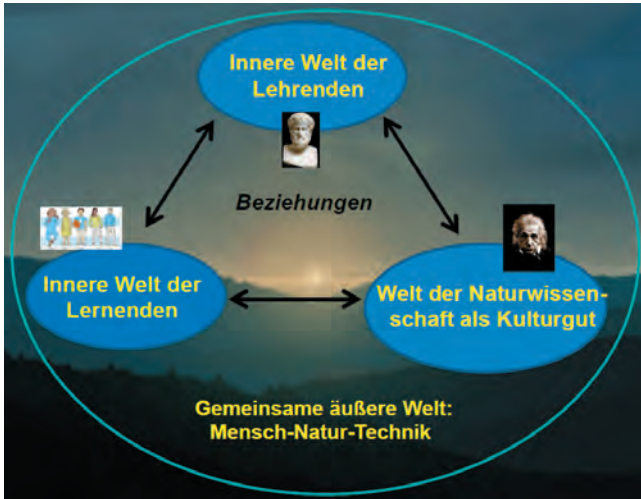 Innere Welt der
Lehrenden
Beziehungen
Innere Welt der
Lernenden
Welt der Naturwissen-
schaft als Kulturgut
Gemeinsame äußere Welt:
Mensch-Natur-Technik